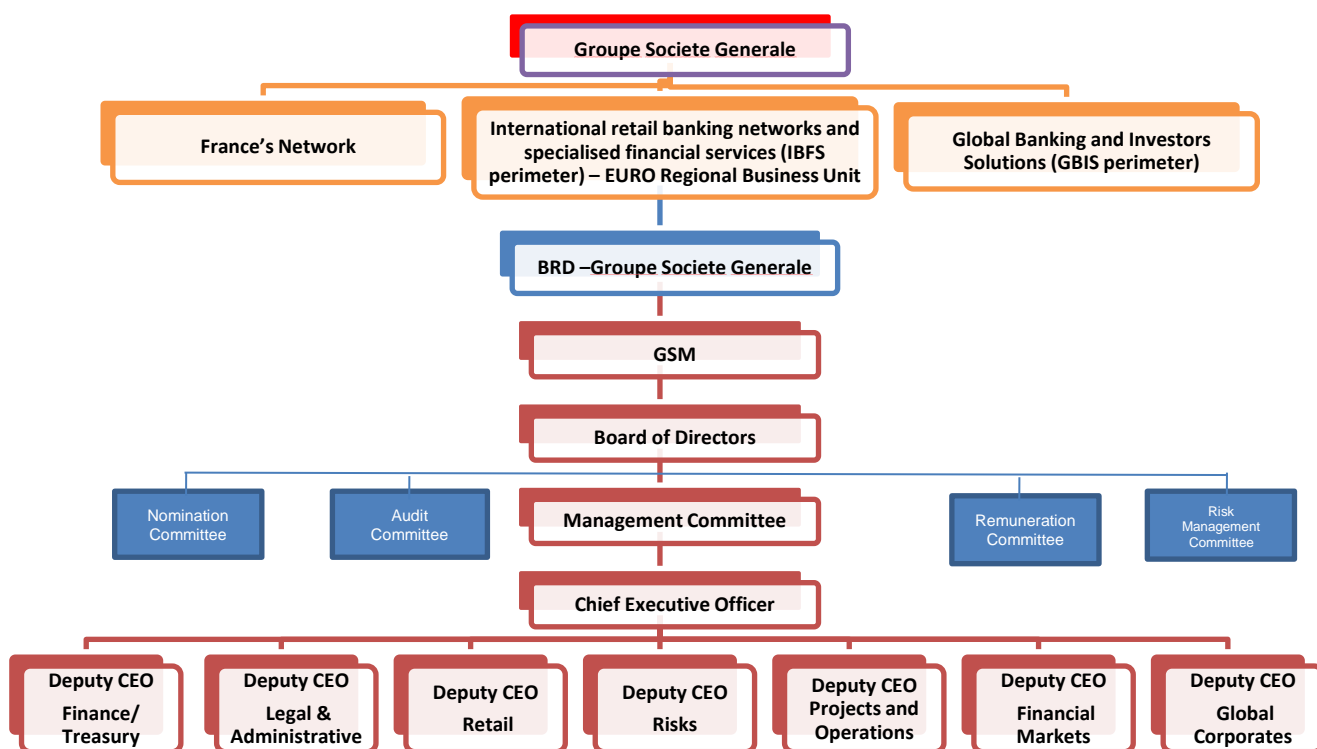 Groupe Societe Generale
France's Network
International retail banking networks and
specialised financial services (IBFS
perimeter) – EURO Regional Business Unit
Global Banking and Investors
Solutions (GBIS perimeter)
BRD –Groupe Societe Generale
GSM
Board of Directors
Nomination
Committee
Audit
Committee
Management Committee
Remuneration
Committee
Risk
Management
Committee
Chief Executive Officer
Deputy CEO
Finance/
Treasury
Deputy CEO
Legal &
Administrative
Deputy CEO
Retail
Deputy CEO
Risks
Deputy CEO
Projects and
Operations
Deputy CEO
Financial
Markets
Deputy CEO
Global
Corporates